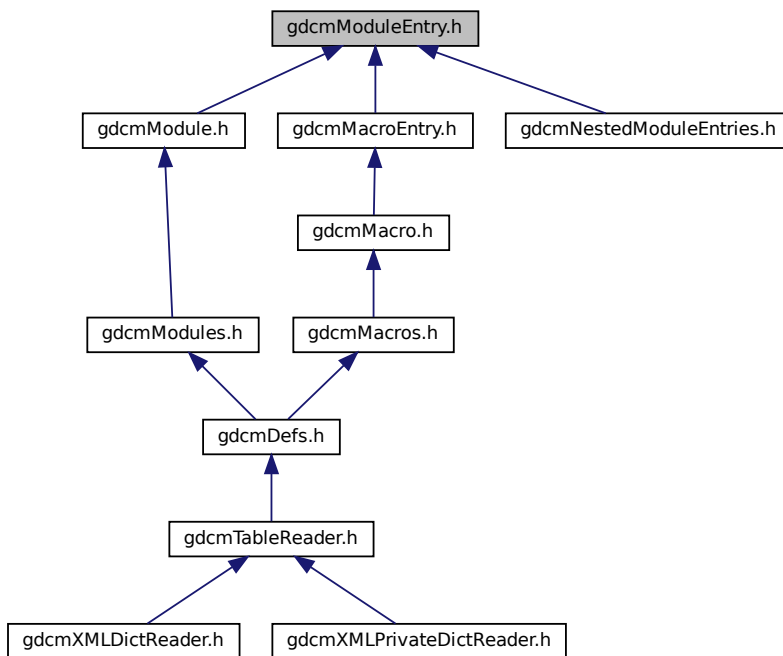 gdcmModuleEntry.h
gdcmModule.h
gdcmMacroEntry.h
gdcmNestedModuleEntries.h
gdcmMacro.h
gdcmModules.h
gdcmMacros.h
gdcmDefs.h
gdcmTableReader.h
gdcmXMLDictReader.h
gdcmXMLPrivateDictReader.h